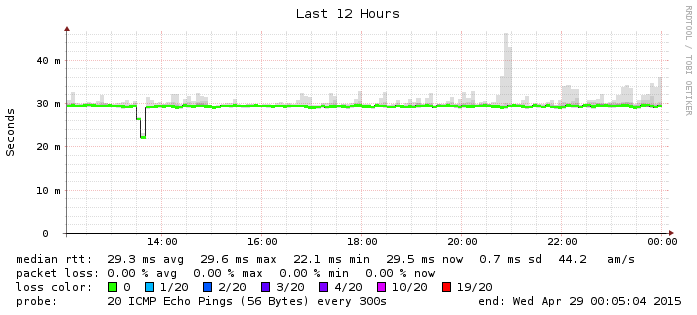 Last 12 Hours
RRDTOOL / TOBI OETIKER
Seconds
40 m
30 m
20 m
10 m
0
14:00 16:00 18:00 20:00 22:00 00:00
median rtt: 29.3 ms avg 29.6 ms max 22.1 ms min 29.5 ms now 0.7 ms sd 44.2 am/s
packet loss: 0.00 % avg 0.00 % max 0.00 % min 0.00 % now
loss color: 0 1/20 2/20 3/20 4/20 10/20 19/20
probe: 20 ICMP Echo Pings (56 Bytes) every 300s end: Wed Apr 29 00:05:04 2015